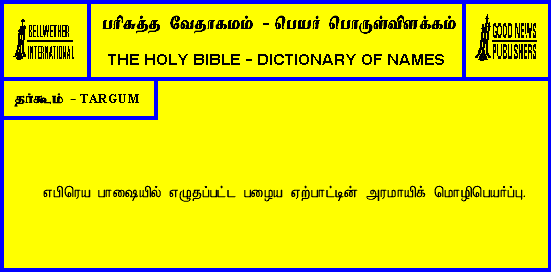 BELLWETHER
INTERNATIONAL
பரிசுத்த வேதாகமம் - பெயர் பொருள்விளக்கம்
THE HOLY BIBLE - DICTIONARY OF NAMES
GOOD NEWS
PUBLISHERS
தர்கூம் - TARGUM
எபிரெய பாஷையில் எழுதப்பட்ட பழைய ஏற்பாட்டின் அரமாயிக் மொழிபெயர்ப்பு.